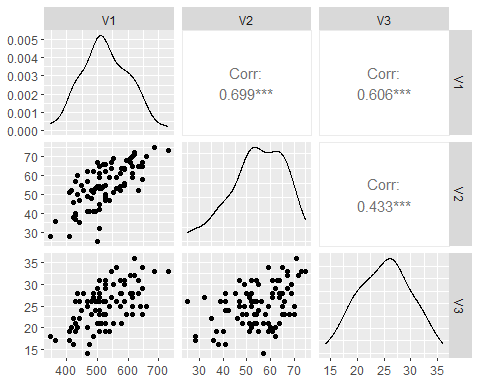 V1 V2 V3
0.005
0.004
0.003
0.002
0.001
0.000
Corr:
0.699***
Corr:
0.606***
V1
70
60
50
40
30
Corr:
0.433***
V2
35
30
25
20
15
V3
400 500 600 700
30 40 50 60 70
15 20 25 30 35